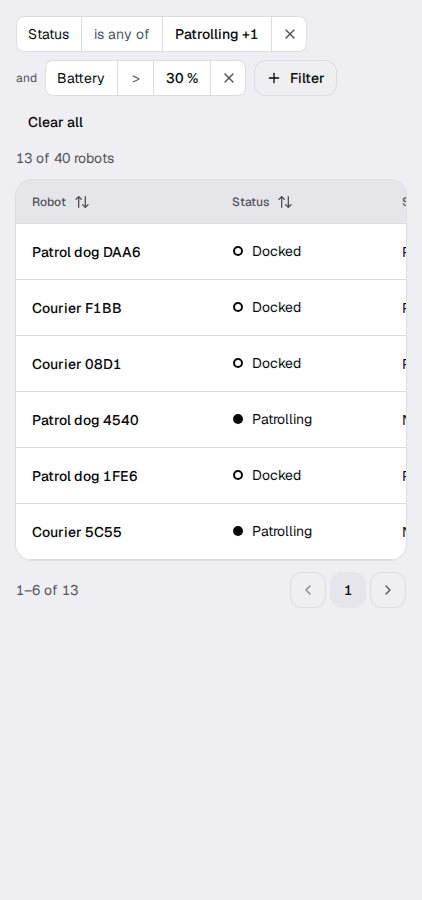 Status is any of Patrolling +1
and Battery > 30 % Filter
Clear all
13 of 40 robots
Robot Status
Patrol dog DAA6 Docked
Courier F1BB Docked
Courier 08D1 Docked
Patrol dog 4540 Patrolling
Patrol dog 1FE6 Docked
Courier 5C55 Patrolling
1–6 of 13 1